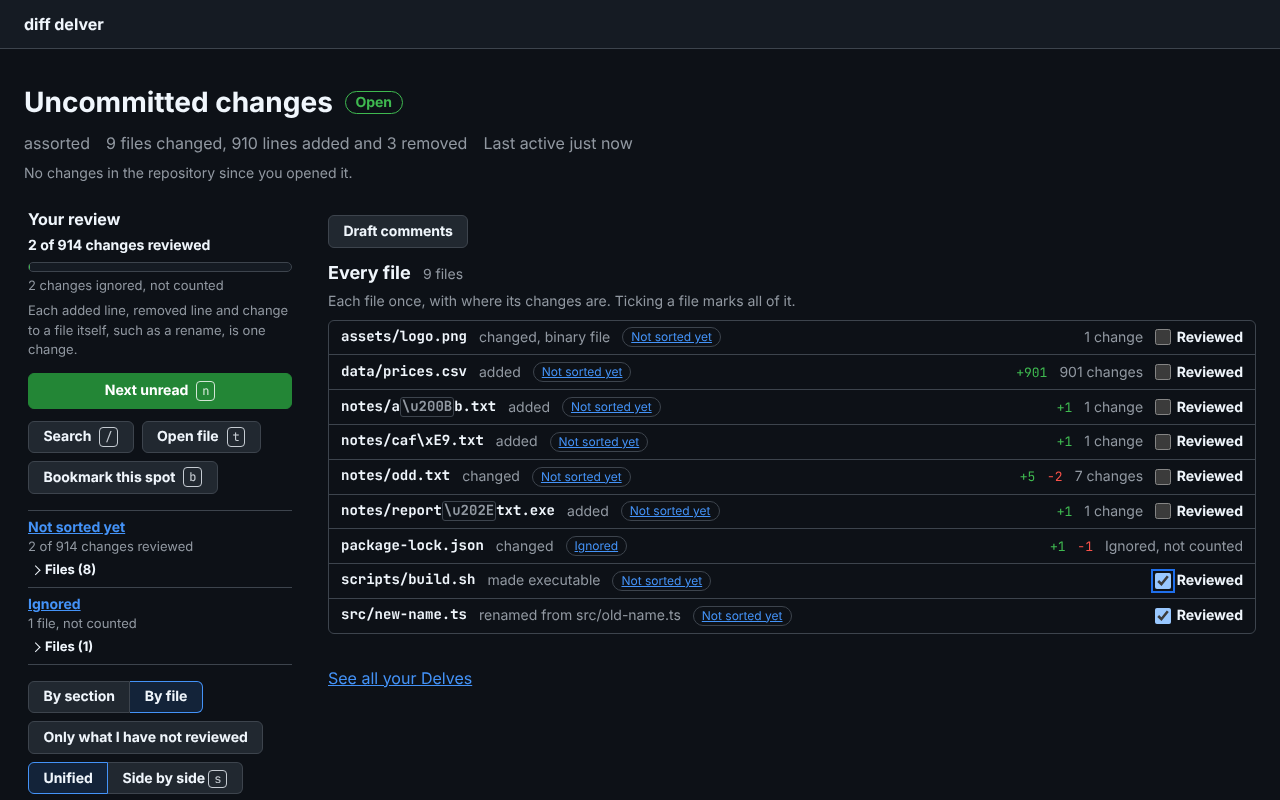 diff delver
Uncommitted changes Open
assorted 9 files changed, 910 lines added and 3 removed Last active just now
No changes in the repository since you opened it.
Your review
2 of 914 changes reviewed
2 changes ignored, not counted
Each added line, removed line and change
to a file itself, such as a rename, is one
change.
Next unread n
Search / Open file t
Bookmark this spot b
Not sorted yet
2 of 914 changes reviewed
Files (8)
Ignored
1 file, not counted
Files (1)
By section By file
Only what I have not reviewed
Unified Side by side s
Draft comments
Every file 9 files
Each file once, with where its changes are. Ticking a file marks all of it.
assets/logo.png changed, binary file Not sorted yet 1 change Reviewed
data/prices.csv added Not sorted yet +901 901 changes Reviewed
notes/a\u200Bb.txt added Not sorted yet +1 1 change Reviewed
notes/caf\xE9.txt added Not sorted yet +1 1 change Reviewed
notes/odd.txt changed Not sorted yet +5 -2 7 changes Reviewed
notes/report\u202Etxt.exe added Not sorted yet +1 1 change Reviewed
package-lock.json changed Ignored +1 -1 Ignored, not counted
scripts/build.sh made executable Not sorted yet Reviewed
src/new-name.ts renamed from src/old-name.ts Not sorted yet Reviewed
See all your Delves